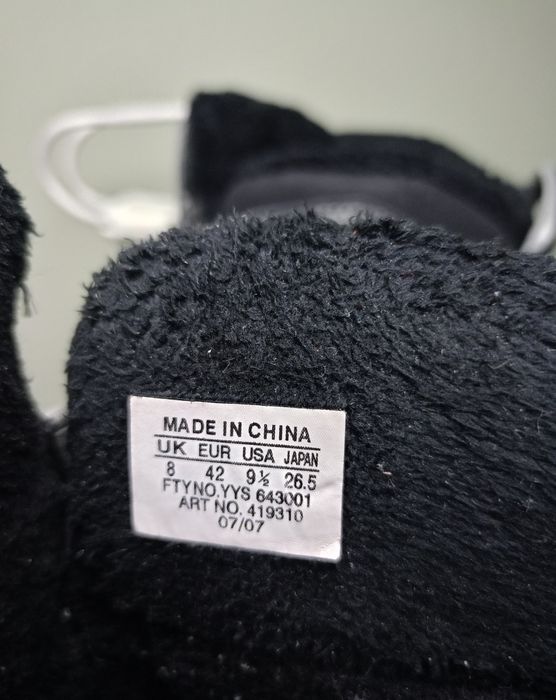 MADE IN CHINA
UK EUR USA JAPAN
8 42 9½ 26.5
FTYNO.YYS 643001
ART NO. 419310
07/07